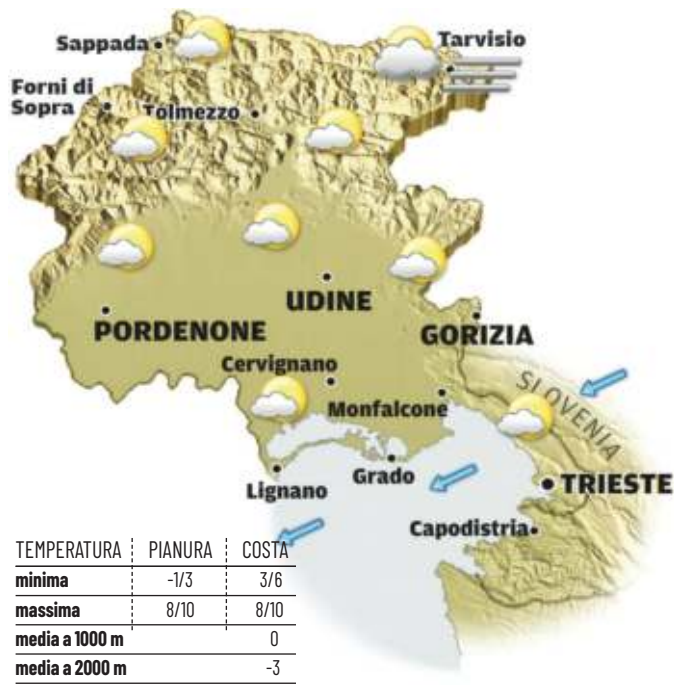 Sappada
Tarvisio
Forni di
Sopra
Tolmezzo
UDINE
PORDENONE
GORIZIA
Cervignano
SLOVENIA
Monfalcone
Grado
Lignano
TRIESTE
Capodistria
TEMPERATURA PIANURA COSTA
minima -1/3 3/6
massima 8/10 8/10
media a 1000 m 0
media a 2000 m -3